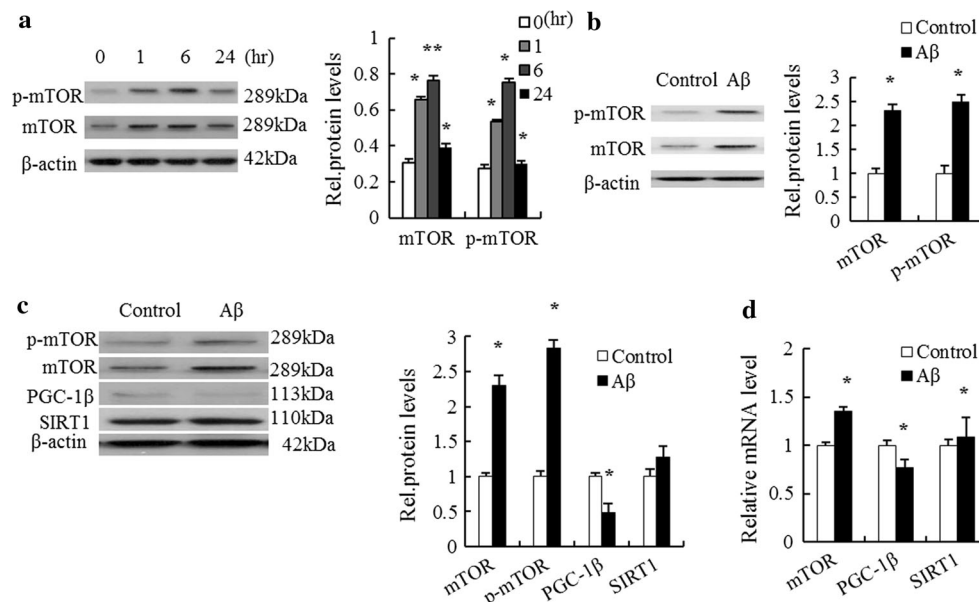 a
0 1 6 24 (hr)
p-mTOR 289kDa
mTOR 289kDa
β-actin 42kDa
Rel.protein levels
1
0.8
0.6
0.4
0.2
0
* ** *
* * *
0(hr)
1
6
24
mTOR p-mTOR
b
Control Aβ
p-mTOR
mTOR
β-actin
Control
Aβ
Rel.protein levels
3
2.5
2
1.5
1
0.5
0
* *
mTOR p-mTOR
c
Control Aβ
p-mTOR 289kDa
mTOR 289kDa
PGC-1β 113kDa
SIRT1 110kDa
β-actin 42kDa
Rel.protein levels
3
2.5
2
1.5
1
0.5
0
* * *
Control
Aβ
mTOR p-mTOR PGC-1β SIRT1
d
Control
Aβ
Relative mRNA levels
2
1.5
1
0.5
0
* * *
mTOR PGC-1β SIRT1